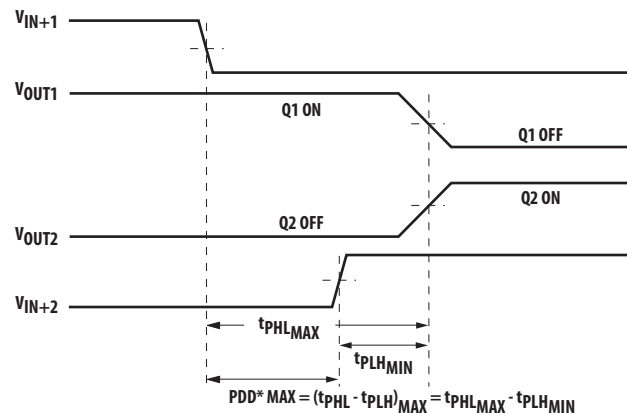 VIN+1
VOUT1
Q1 ON
Q1 OFF
Q2 ON
Q2 OFF
VOUT2
VIN+2
tPHLMAX
tPLHMIN
PDD* MAX = (tPHL - tPLH)MAX = tPHLMAX - tPLHMIN